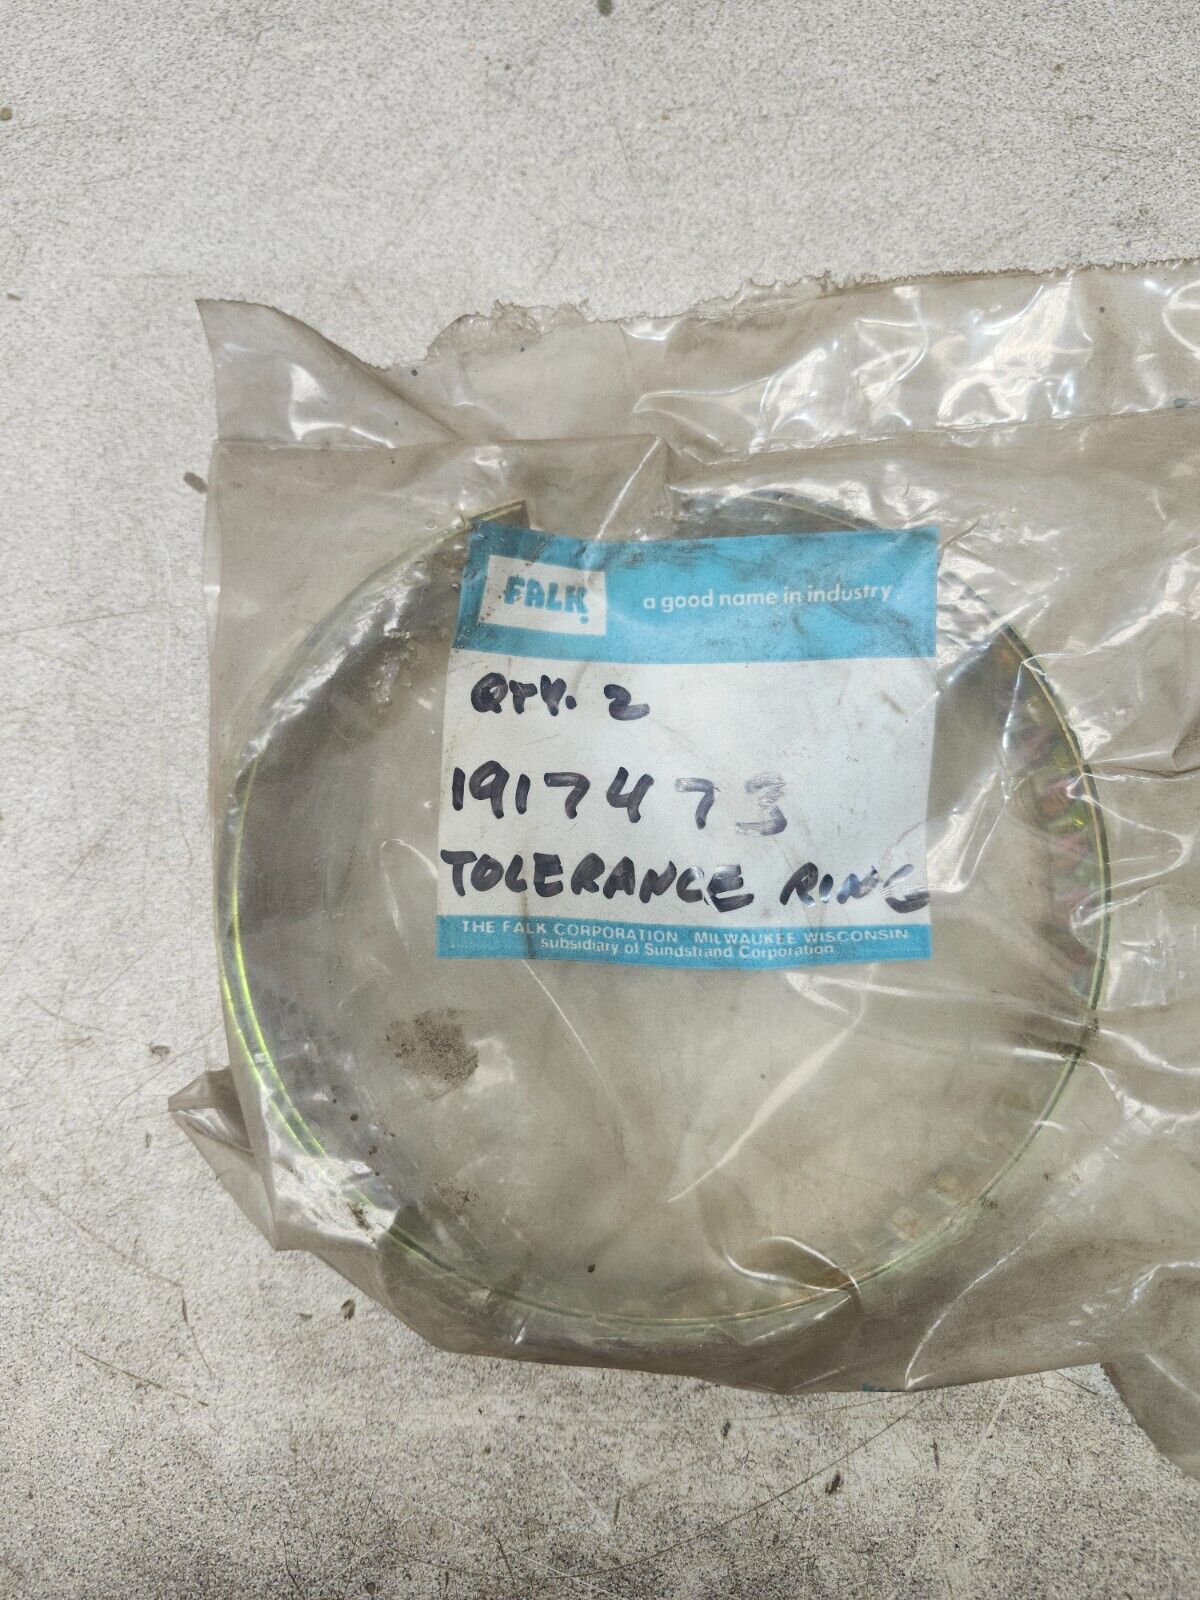 FALK
a good name in industry.
QTY. 2
1917473
TOLERANCE RING
THE FALK CORPORATION MILWAUKEE WISCONSIN
subsidiary of Sundstrand Corporation